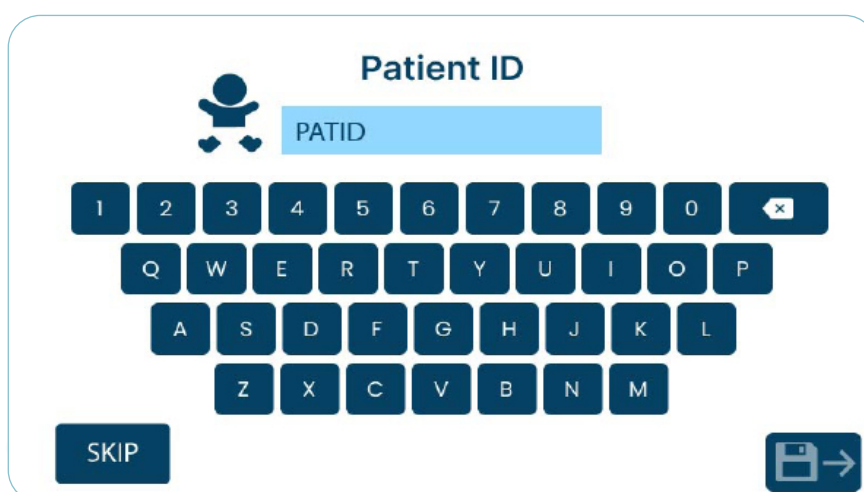 Patient ID
PATID
1 2 3 4 5 6 7 8 9 0
Q W E R T Y U I O P
A S D F G H J K L
Z X C V B N M
SKIP